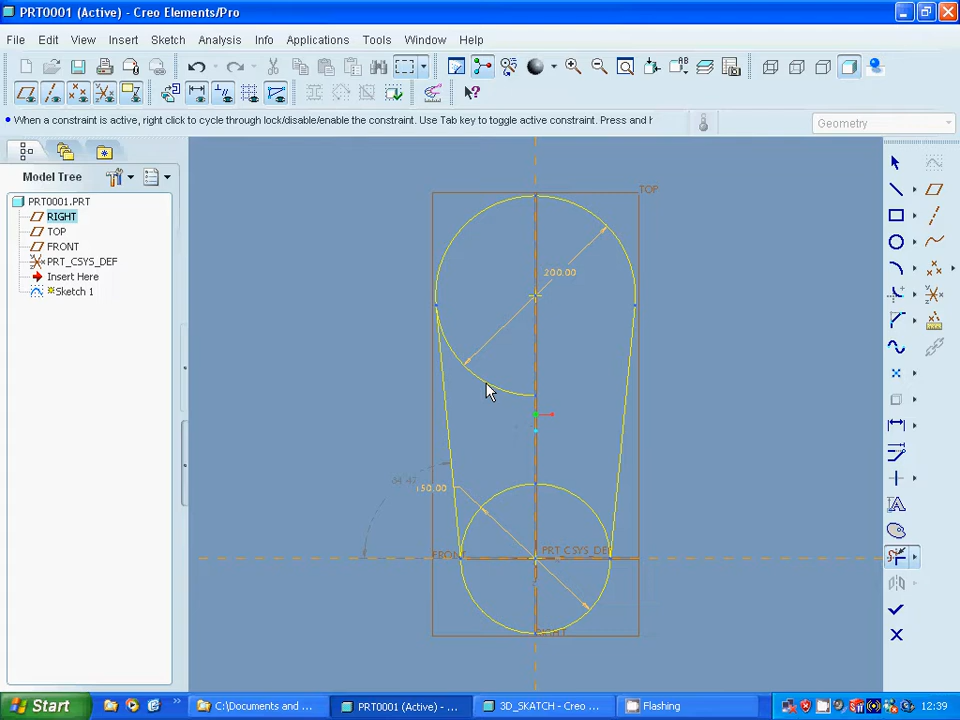 PRT0001 (Active) - Creo Elements/Pro
File Edit View Insert Sketch Analysis Info Applications Tools Window Help
When a constraint is active, right click to cycle through lock/disable/enable the constraint. Use Tab key to toggle active constraint. Press and h
Geometry
Model Tree
PRT0001.PRT
RIGHT
TOP
FRONT
PRT_CSYS_DEF
Insert Here
Sketch 1
TOP
200.00
150.00
FRONT
PRT_CSYS_DE
RIGHT
Start
C:\Documents and ...
PRT0001 (Active) - ...
3D_SKATCH - Creo ...
Flashing
12:39